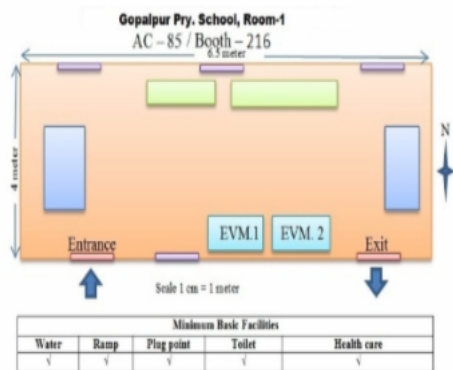 Gopalpur Pry. School, Room-1
AC – 85 / Booth – 216
6.5 meter
4 meter
N
EVM.1 EVM. 2
Entrance Exit
Scale 1 cm = 1 meter
Minimum Basic Facilities
Water Ramp Plug point Toilet Health care
√ √ √ √ √